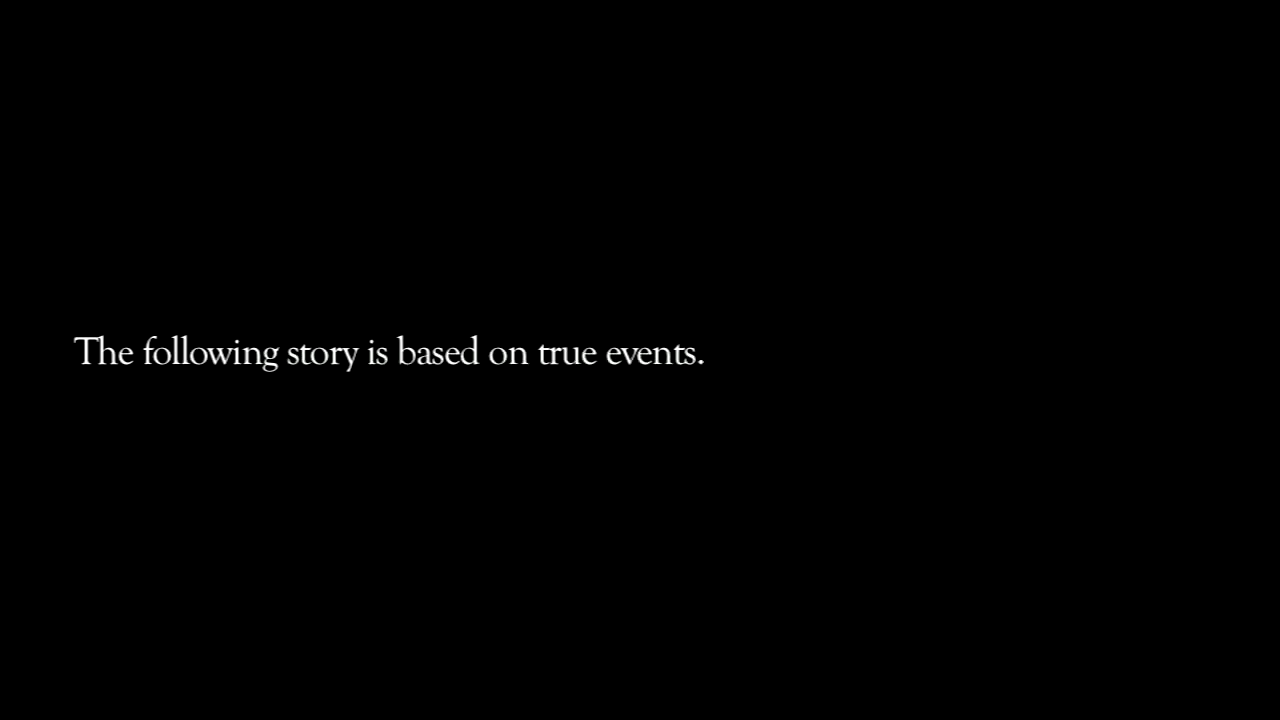 The following story is based on true events.